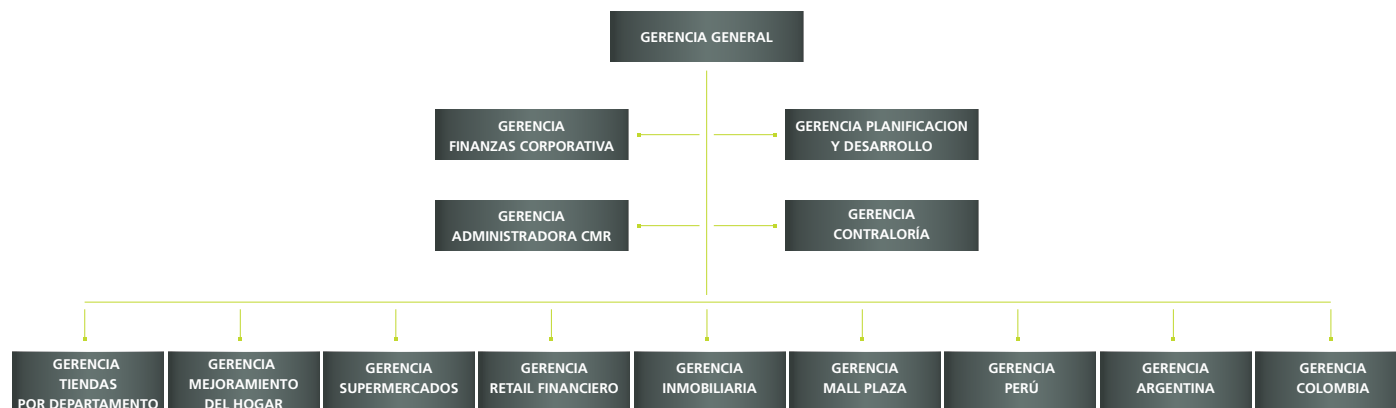 GERENCIA GENERAL
GERENCIA
FINANZAS CORPORATIVA
GERENCIA PLANIFICACION
Y DESARROLLO
GERENCIA
ADMINISTRADORA CMR
GERENCIA
CONTRALORÍA
GERENCIA
TIENDAS
POR DEPARTAMENTO
GERENCIA
MEJORAMIENTO
DEL HOGAR
GERENCIA
SUPERMERCADOS
GERENCIA
RETAIL FINANCIERO
GERENCIA
INMOBILIARIA
GERENCIA
MALL PLAZA
GERENCIA
PERÚ
GERENCIA
ARGENTINA
GERENCIA
COLOMBIA